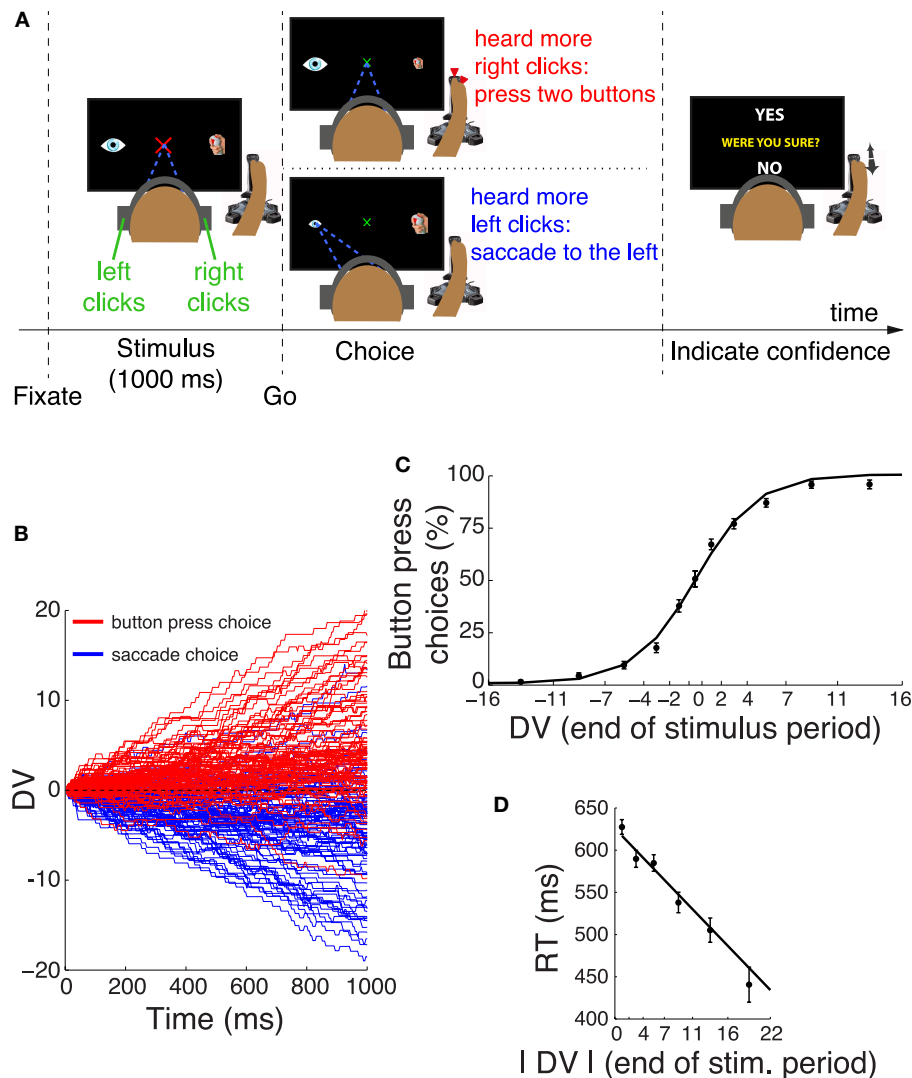 A
heard more
right clicks:
press two buttons
heard more
left clicks:
saccade to the left
left
clicks
right
clicks
YES
WERE YOU SURE?
NO
time
Stimulus
(1000 ms)
Choice
Indicate confidence
Fixate
Go
B
button press choice
saccade choice
DV
20
10
0
−10
−20
0
200
400
600
800
1000
Time (ms)
C
Button press
choices (%)
100
75
50
25
0
−16
−11
−7
−4
−2
0
2
4
7
11
16
DV (end of stimulus period)
D
RT (ms)
650
600
550
500
450
400
0
4
7
11
16
22
| DV | (end of stim. period)